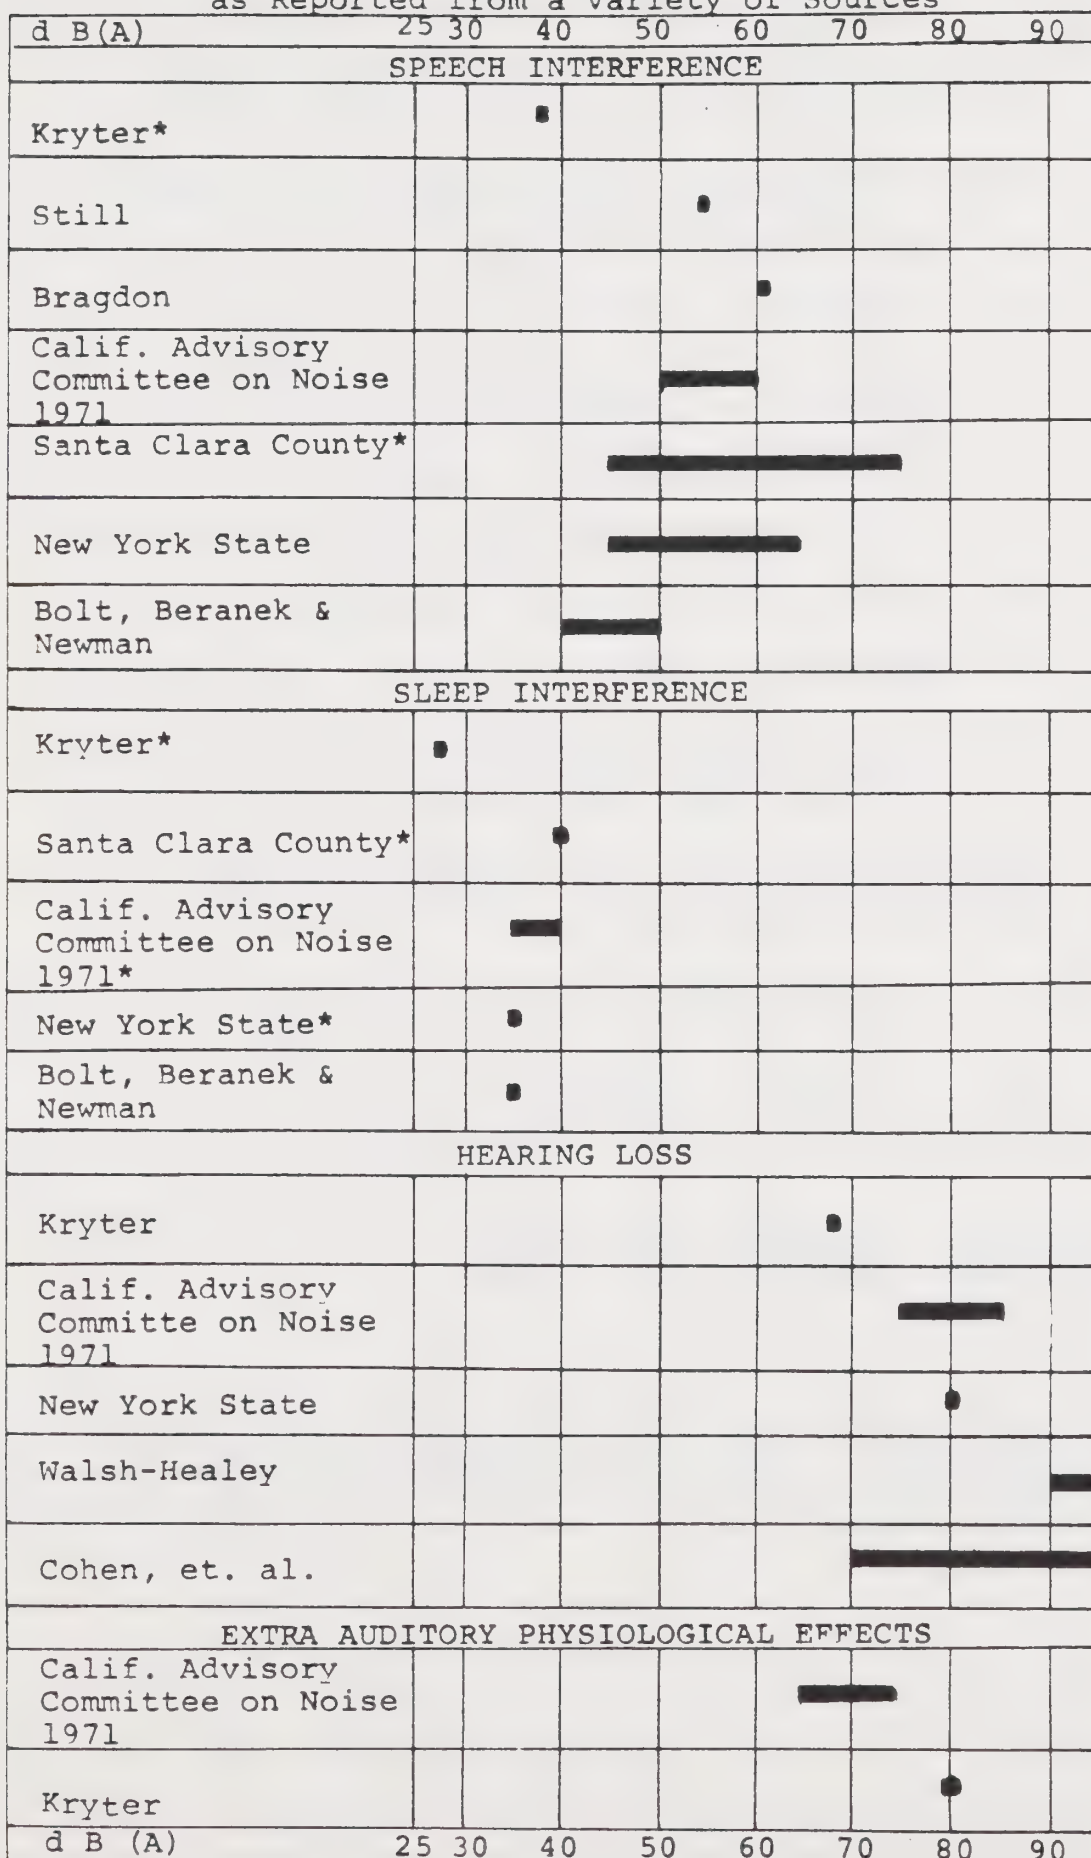 as Reported from a Variety of Sources
d B(A) 25 30 40 50 60 70 80 90
SPEECH INTERFERENCE
Kryter*
Still
Bragdon
Calif. Advisory
Committee on Noise
1971
Santa Clara County*
New York State
Bolt, Beranek &
Newman
SLEEP INTERFERENCE
Kryter*
Santa Clara County*
Calif. Advisory
Committee on Noise
1971*
New York State*
Bolt, Beranek &
Newman
HEARING LOSS
Kryter
Calif. Advisory
Committe on Noise
1971
New York State
Walsh-Healey
Cohen, et. al.
EXTRA AUDITORY PHYSIOLOGICAL EFFECTS
Calif. Advisory
Committee on Noise
1971
Kryter
d B (A) 25 30 40 50 60 70 80 90